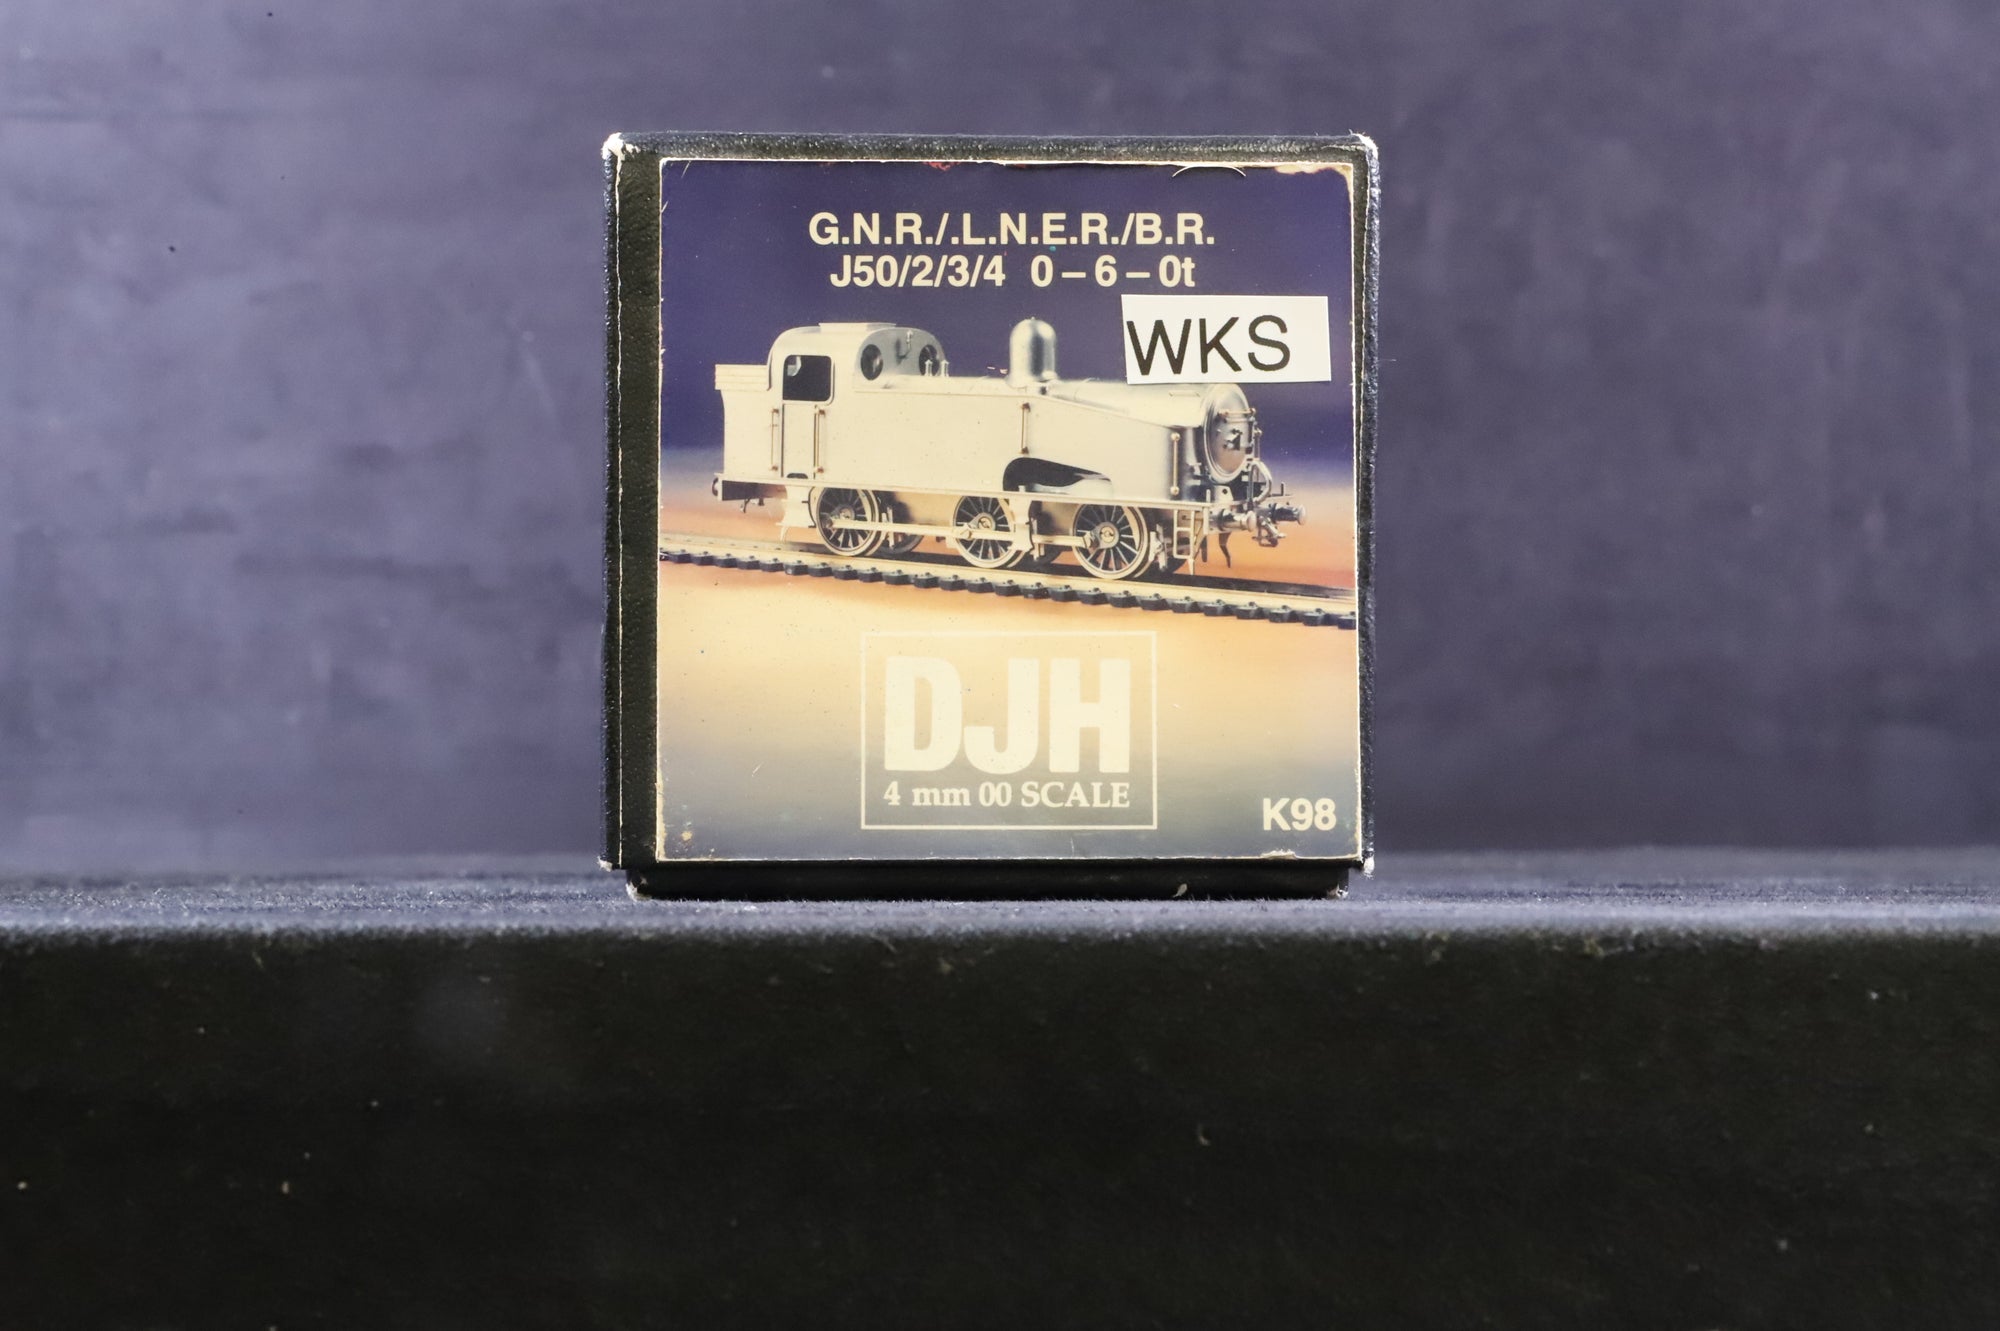 G.N.R./.L.N.E.R./B.R.
J50/2/3/4 0–6–0t
WKS
DJH
4 mm 00 SCALE
K98